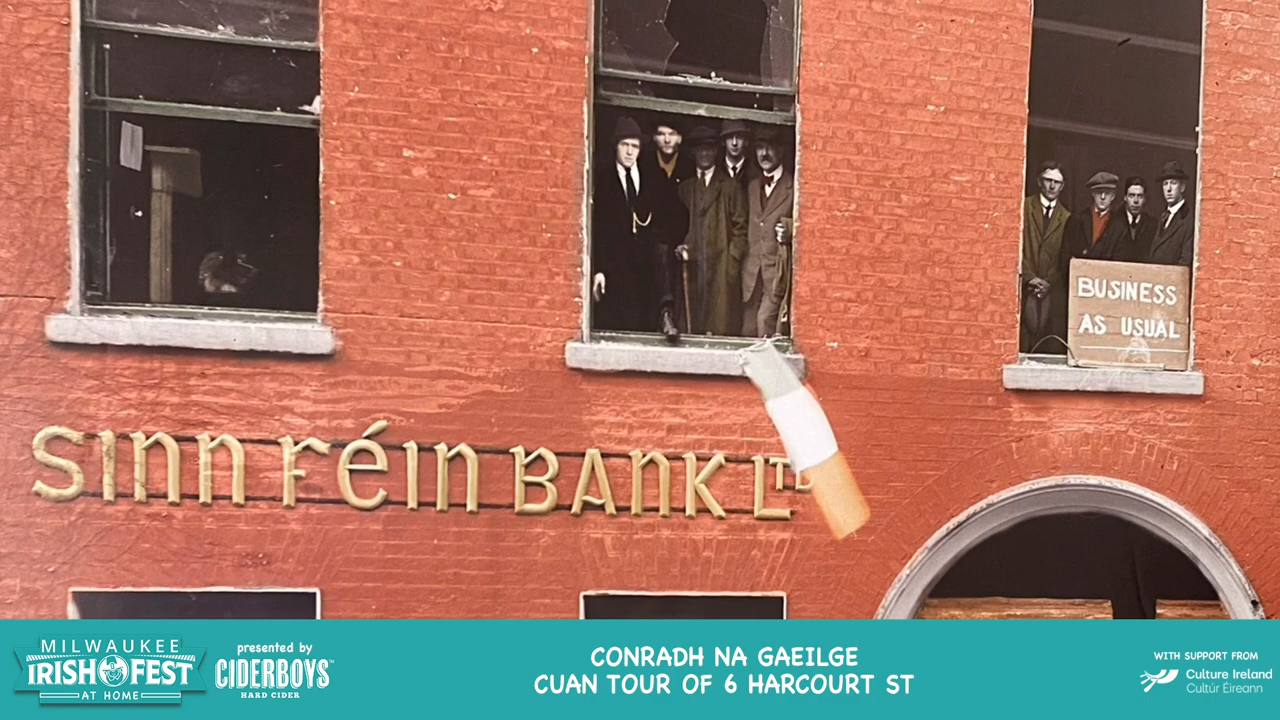 BUSINESS
AS USUAL
Sinn Féin BANK LTD
MILWAUKEE
IRISH FEST
AT HOME
presented by
CIDERBOYS™
HARD CIDER
CONRADH NA GAEILGE
CUAN TOUR OF 6 HARCOURT ST
WITH SUPPORT FROM
Culture Ireland
Cultúr Éireann